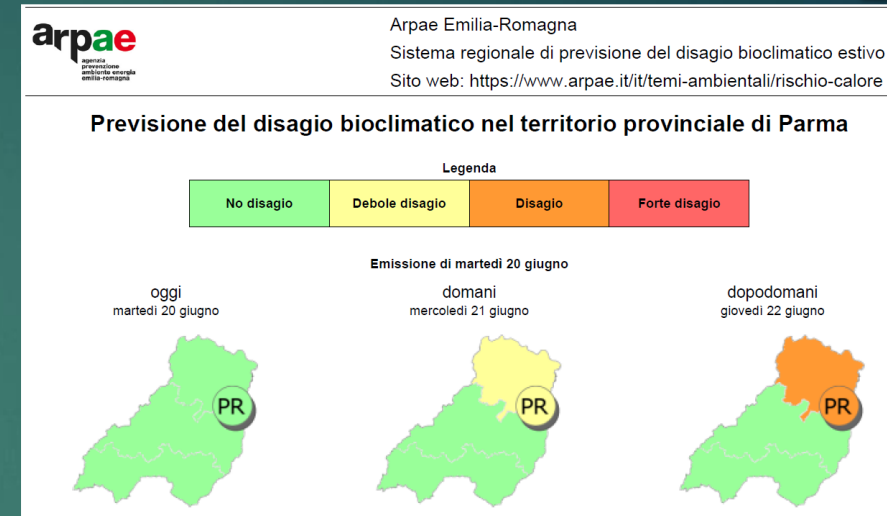 arpae
agenzia
prevenzione
ambiente energia
emilia-romagna
Arpae Emilia-Romagna
Sistema regionale di previsione del disagio bioclimatico estivo
Sito web: https://www.arpae.it/it/temi-ambientali/rischio-calore
Previsione del disagio bioclimatico nel territorio provinciale di Parma
Legenda
No disagio
Debole disagio
Disagio
Forte disagio
Emissione di martedì 20 giugno
oggi
martedì 20 giugno
domani
mercoledì 21 giugno
dopodomani
giovedì 22 giugno
PR
PR
PR